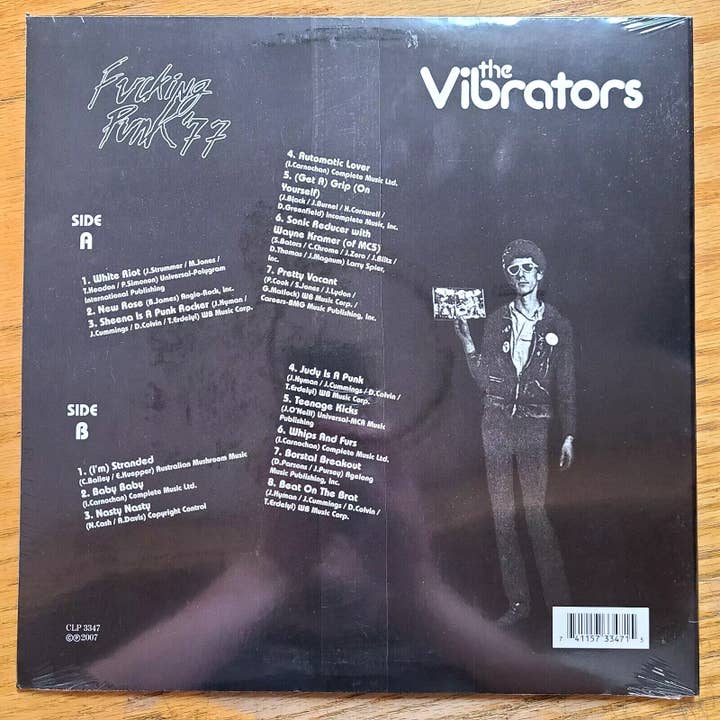 Fucking
Punk '77
the
Vibrators
SIDE
A
1. White Riot (J.Strummer / M.Jones /
T.Headon / P.Simonon) Universal-Polygram
International Publishing
2. New Rose (B.James) Anglo-Rock, Inc.
3. Sheena Is A Punk Rocker (J.Hyman /
J.Cummings / D.Colvin / T.Erdelyi) WB Music Corp.
4. Automatic Lover
(I.Carnochan) Complete Music Ltd.
5. (Get A) Grip (On
Yourself)
(J.Black / J.Burnel / H.Cornwell /
D.Greenfield) Incomplete Music, Inc.
6. Sonic Reducer with
Wayne Kramer (of MC5)
(S.Bators / C.Chrome / J.Zero / J.Blitz /
D.Thomas / J.Magnum) Larry Spier,
Inc.
7. Pretty Vacant
(P.Cook / S.Jones / J.Lydon /
G.Matlock) WB Music Corp. /
Careers-BMG Music Publishing, Inc.
SIDE
B
1. (I'm) Stranded
(C.Bailey / E.Kuepper) Australian Mushroom Music
2. Baby Baby
(I.Carnochan) Complete Music Ltd.
3. Nasty Nasty
(N.Cash / A.Davis) Copyright Control
4. Judy Is A Punk
(J.Hyman / J.Cummings / D.Colvin /
T.Erdelyi) WB Music Corp.
5. Teenage Kicks
(J.O'Neill) Universal-MCA Music
Publishing
6. Whips And Furs
(I.Carnochan) Complete Music Ltd.
7. Borstal Breakout
(D.Parsons / J.Pursey) Agelong
Music Publishing, Inc.
8. Beat On The Brat
(J.Hyman / J.Cummings / D.Colvin /
T.Erdelyi) WB Music Corp.
CLP 3347
©℗2007
7 41157 33471 5